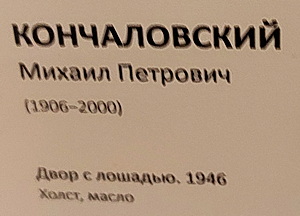 КОНЧАЛОВСКИЙ
Михаил Петрович
(1906–2000)
Двор с лошадью. 1946
Холст, масло